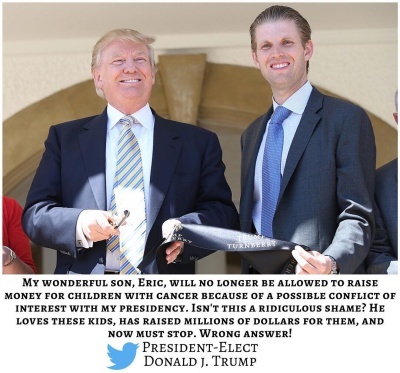 TURNBERRY
My wonderful son, Eric, will no longer be allowed to raise
money for children with cancer because of a possible conflict of
interest with my presidency. Isn't this a ridiculous shame? He
loves these kids, has raised millions of dollars for them, and
now must stop. Wrong answer!
President-Elect
Donald J. Trump